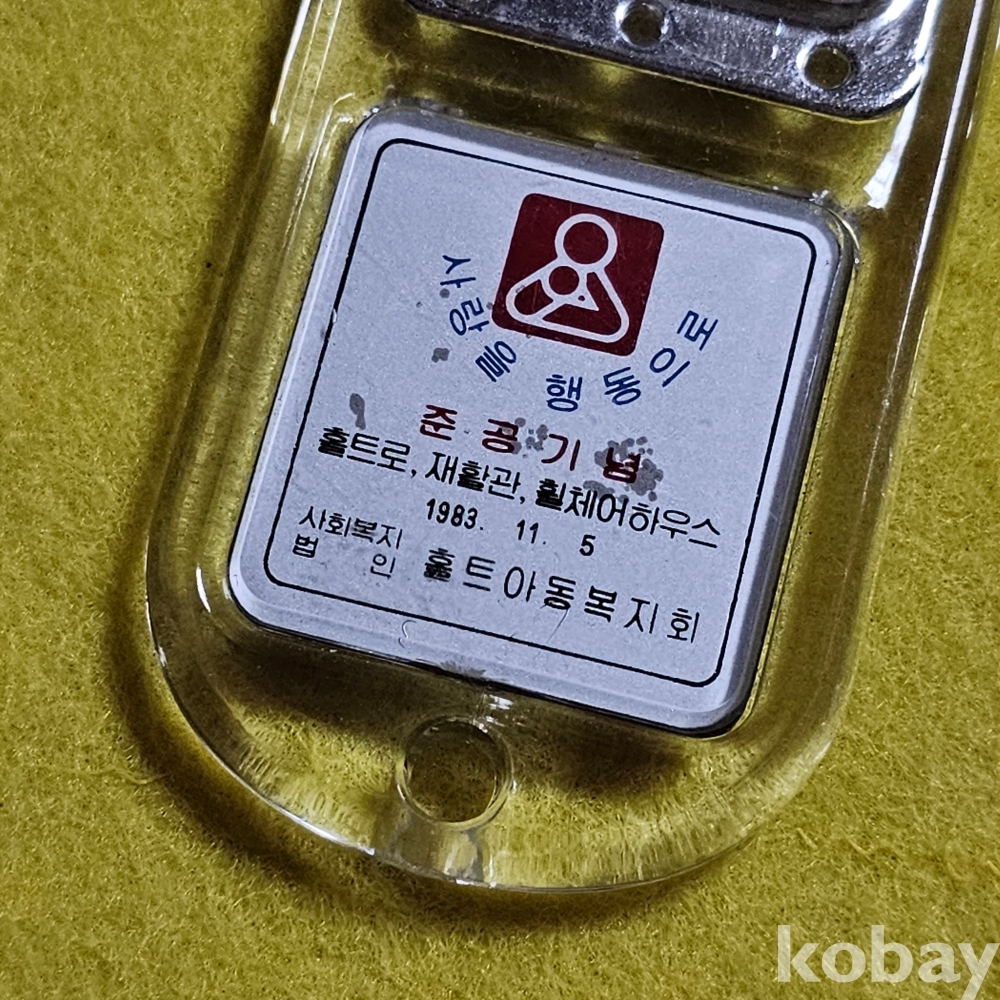 사랑을 행동이로
준공기념
홀트로, 재활관, 휠체어하우스
1983. 11. 5
사회복지
법 인 홀트아동복지회
kobay